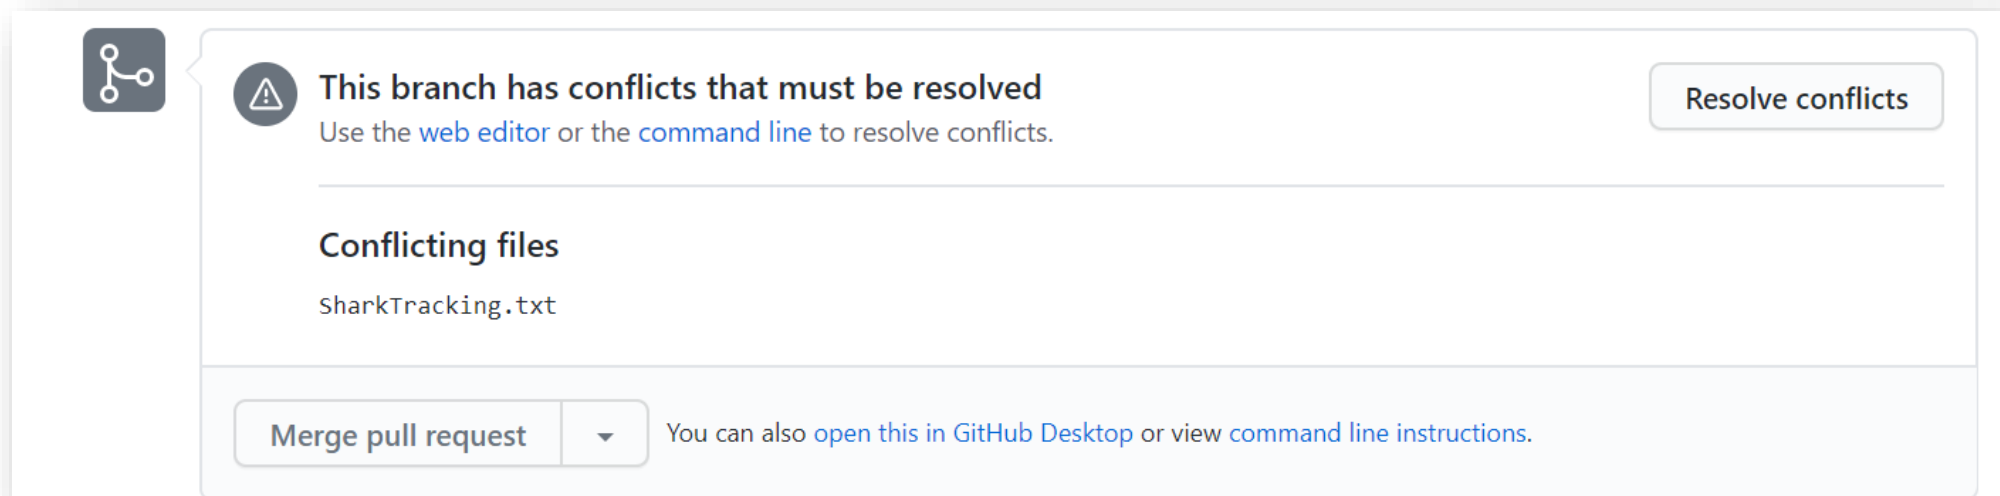 This branch has conflicts that must be resolved
Resolve conflicts
Use the web editor or the command line to resolve conflicts.
Conflicting files
SharkTracking.txt
Merge pull request
You can also open this in GitHub Desktop or view command line instructions.